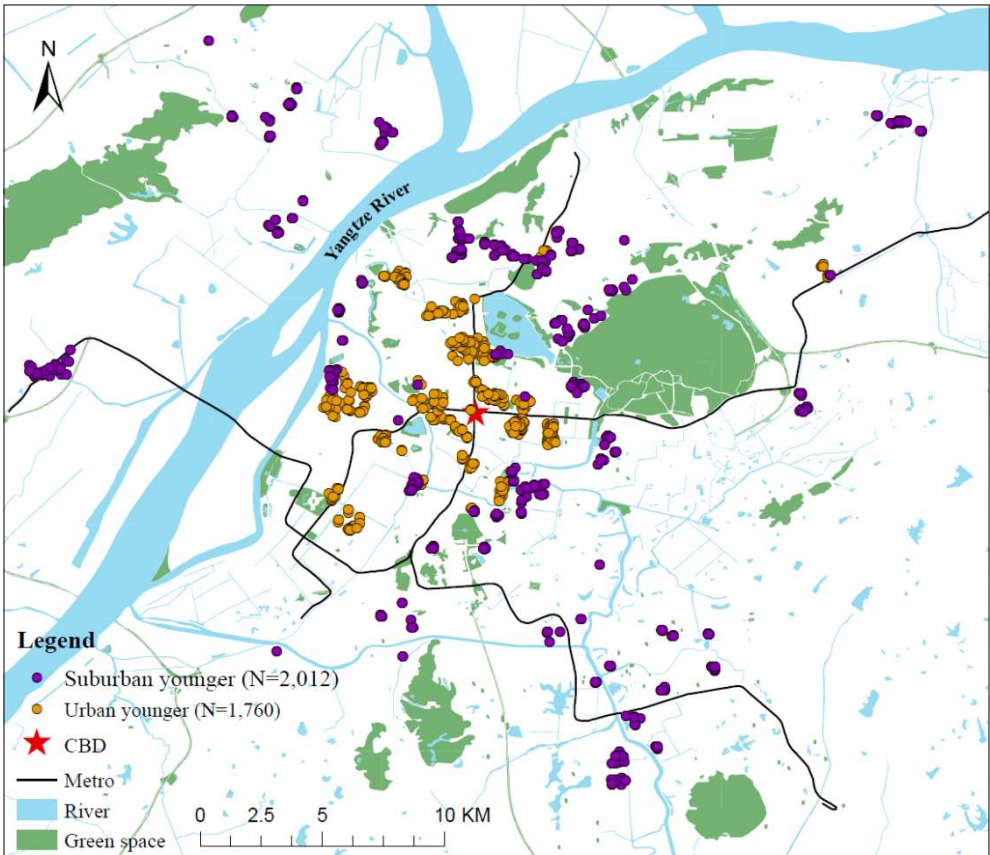 N
Yangtze River
Legend
Suburban younger (N=2,012)
Urban younger (N=1,760)
CBD
Metro
River
Green space
0 2.5 5 10 KM